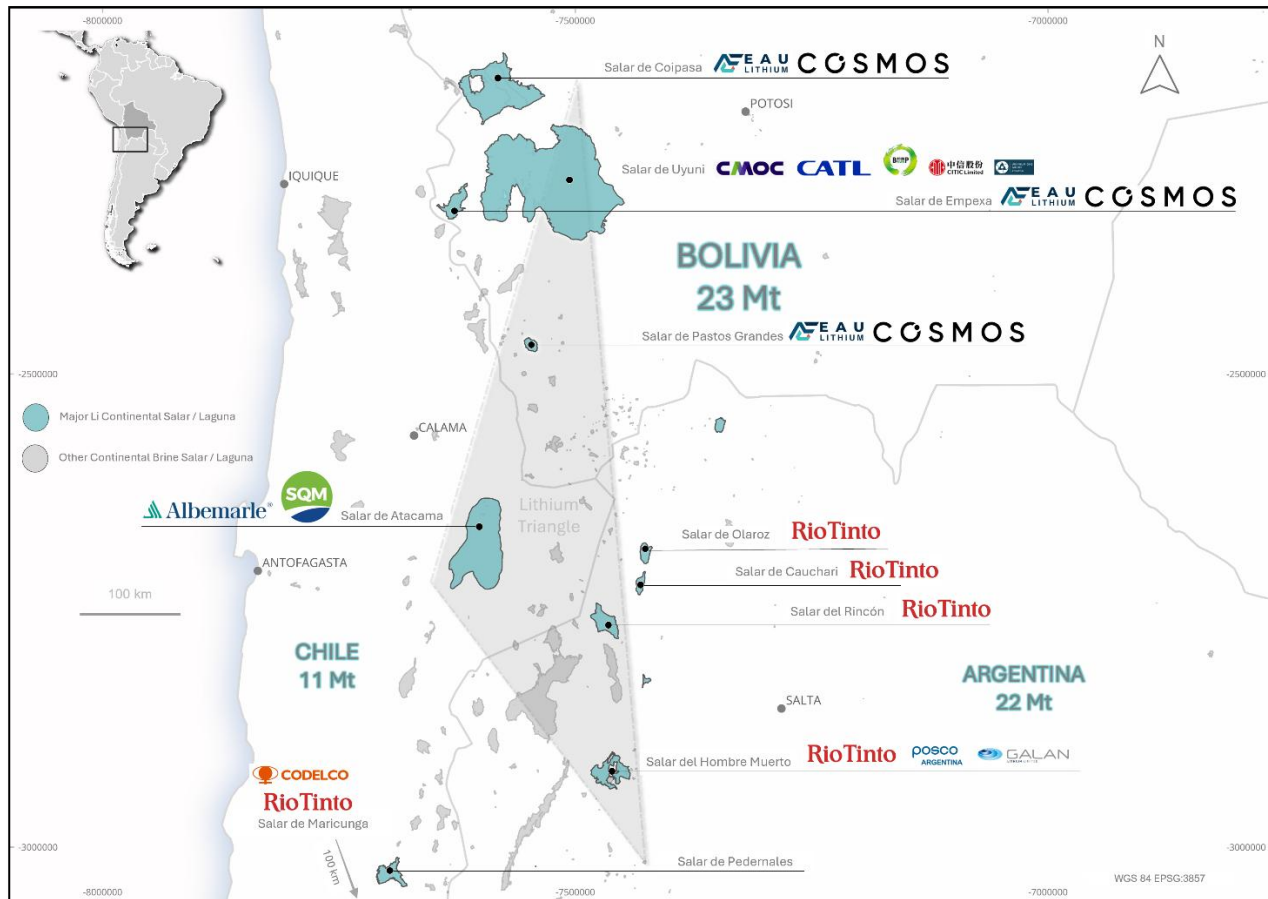 -8000000
-7500000
-7000000
N
Salar de Coipasa EAU LITHIUM COSMOS
POTOSI
Salar de Uyuni CMOC CATL 中信股份 CITIC Limited
IQUIQUE
Salar de Empexa EAU LITHIUM COSMOS
BOLIVIA
23 Mt
Salar de Pastos Grandes EAU LITHIUM COSMOS
-2500000
-2500000
Major Li Continental Salar / Laguna
CALAMA
Other Continental Brine Salar / Laguna
Albemarle® SQM Salar de Atacama
Lithium
Triangle
Salar de Olaroz RioTinto
ANTOFAGASTA
Salar de Cauchari RioTinto
100 km
Salar del Rincón RioTinto
CHILE
11 Mt
ARGENTINA
22 Mt
SALTA
Salar del Hombre Muerto RioTinto posco ARGENTINA GALAN
CODELCO
RioTinto
Salar de Maricunga
-3000000
100 km
Salar de Pedernales
-3000000
WGS 84 EPSG:3857
-8000000
-7500000
-7000000